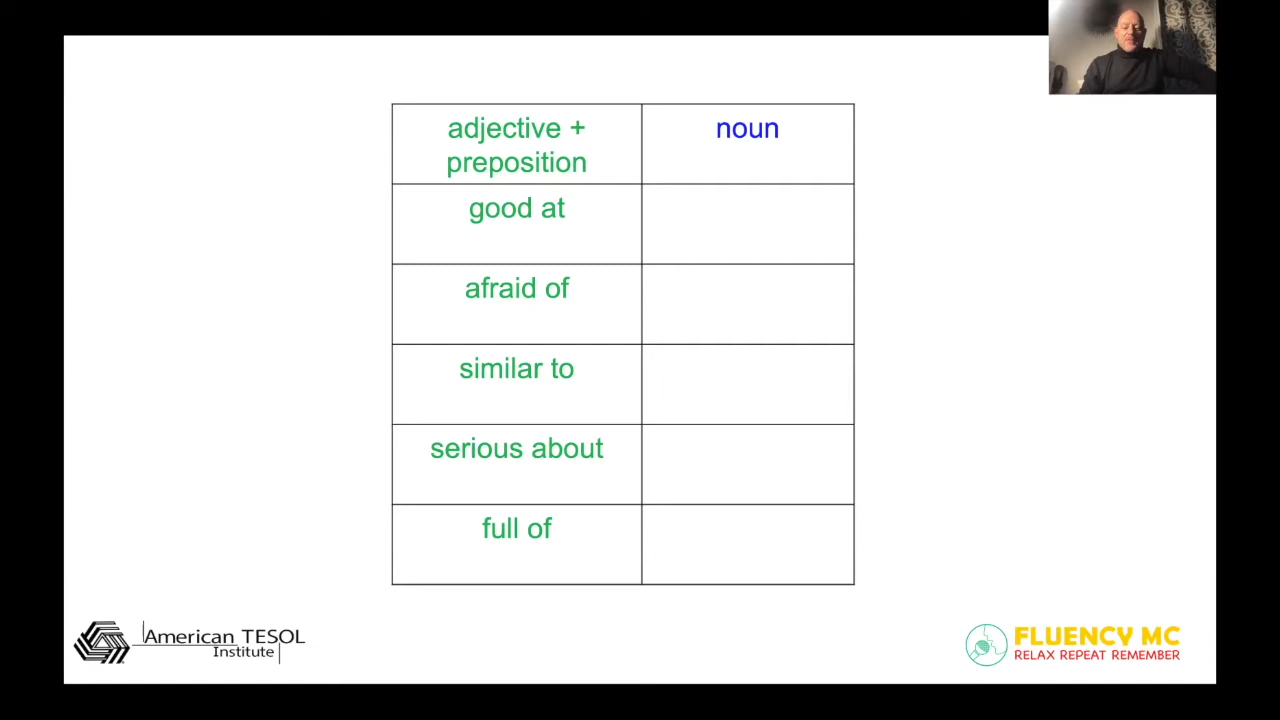 adjective +
preposition
noun
good at
afraid of
similar to
serious about
full of
American TESOL
Institute
FLUENCY MC
RELAX REPEAT REMEMBER